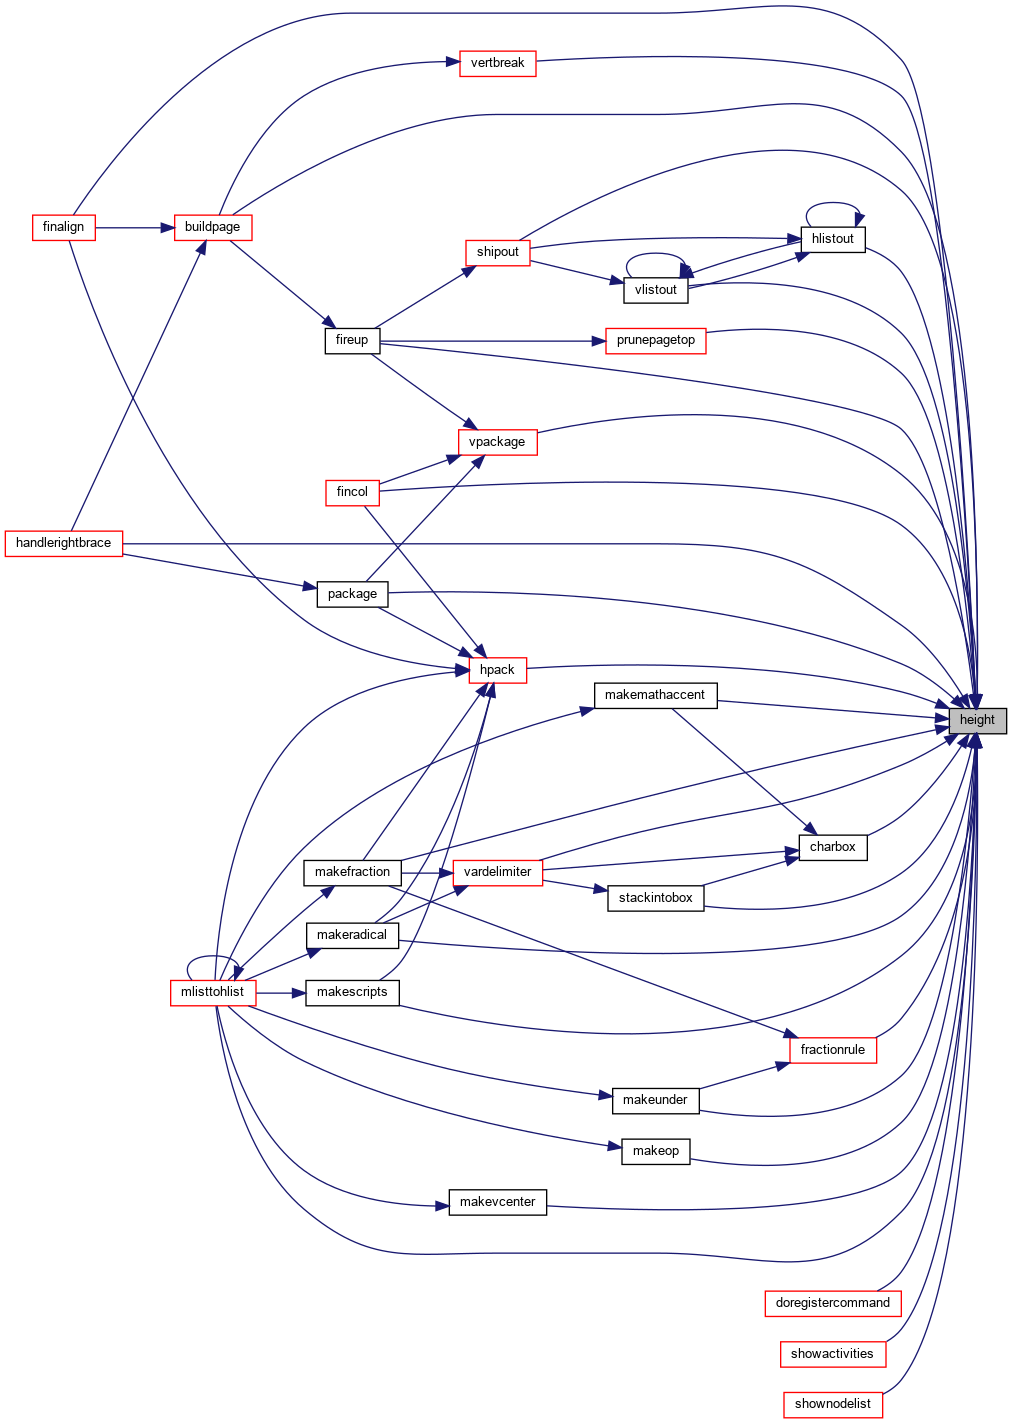 vertbreak
finalign
buildpage
hlistout
shipout
vlistout
fireup
prunepagetop
vpackage
fincol
handlerightbrace
package
hpack
makemathaccent
height
charbox
makefraction
vardelimiter
stackintobox
makeradical
mlisttohlist
makescripts
fractionrule
makeunder
makeop
makevcenter
doregistercommand
showactivities
shownodelist